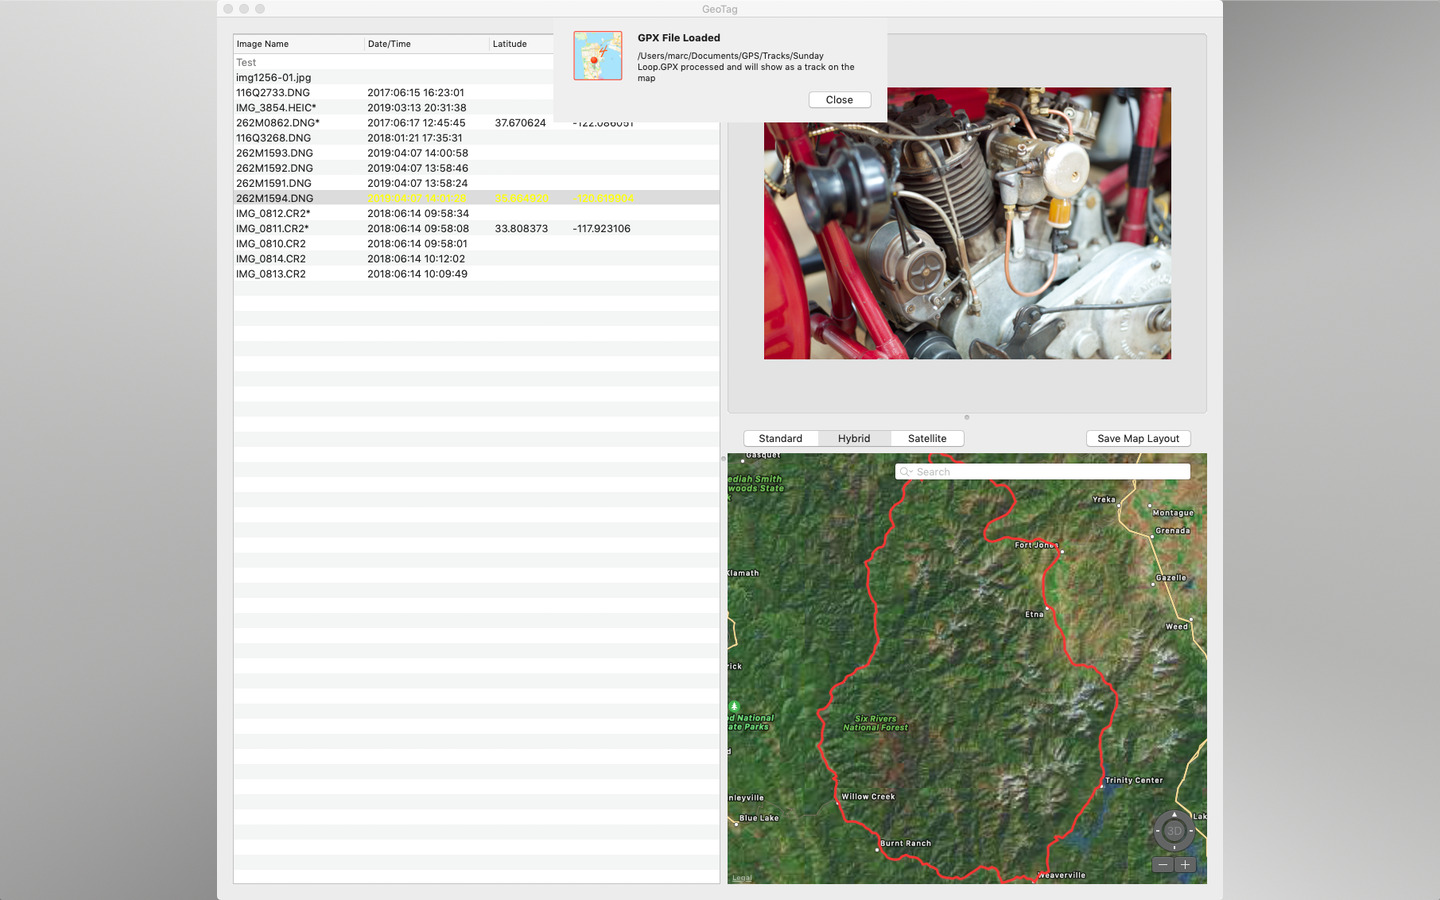 GeoTag
GPX File Loaded
/Users/marc/Documents/GPS/Tracks/Sunday
Loop.GPX processed and will show as a track on the
map
Close
Image Name Date/Time Latitude
Test
img1256-01.jpg
116Q2733.DNG 2017:06:15 16:23:01
IMG_3854.HEIC* 2019:03:13 20:31:38
262M0862.DNG* 2017:06:17 12:45:45 37.670624 -122.086051
116Q3268.DNG 2018:01:21 17:35:31
262M1593.DNG 2019:04:07 14:00:58
262M1592.DNG 2019:04:07 13:58:46
262M1591.DNG 2019:04:07 13:58:24
262M1594.DNG
IMG_0812.CR2* 2018:06:14 09:58:34
IMG_0811.CR2* 2018:06:14 09:58:08 33.808373 -117.923106
IMG_0810.CR2 2018:06:14 09:58:01
IMG_0814.CR2 2018:06:14 10:12:02
IMG_0813.CR2 2018:06:14 10:09:49
Standard Hybrid Satellite Save Map Layout
Search
Gasquet
ediah Smith
woods State
k
Yreka
Montague
Grenada
Fort Jones
Klamath
Gazelle
Etna
Weed
rick
d National
ate Parks
Six Rivers
National Forest
d
Trinity Center
nleyville
Willow Creek
Blue Lake
Lak
3D
Burnt Ranch
Weaverville
Legal